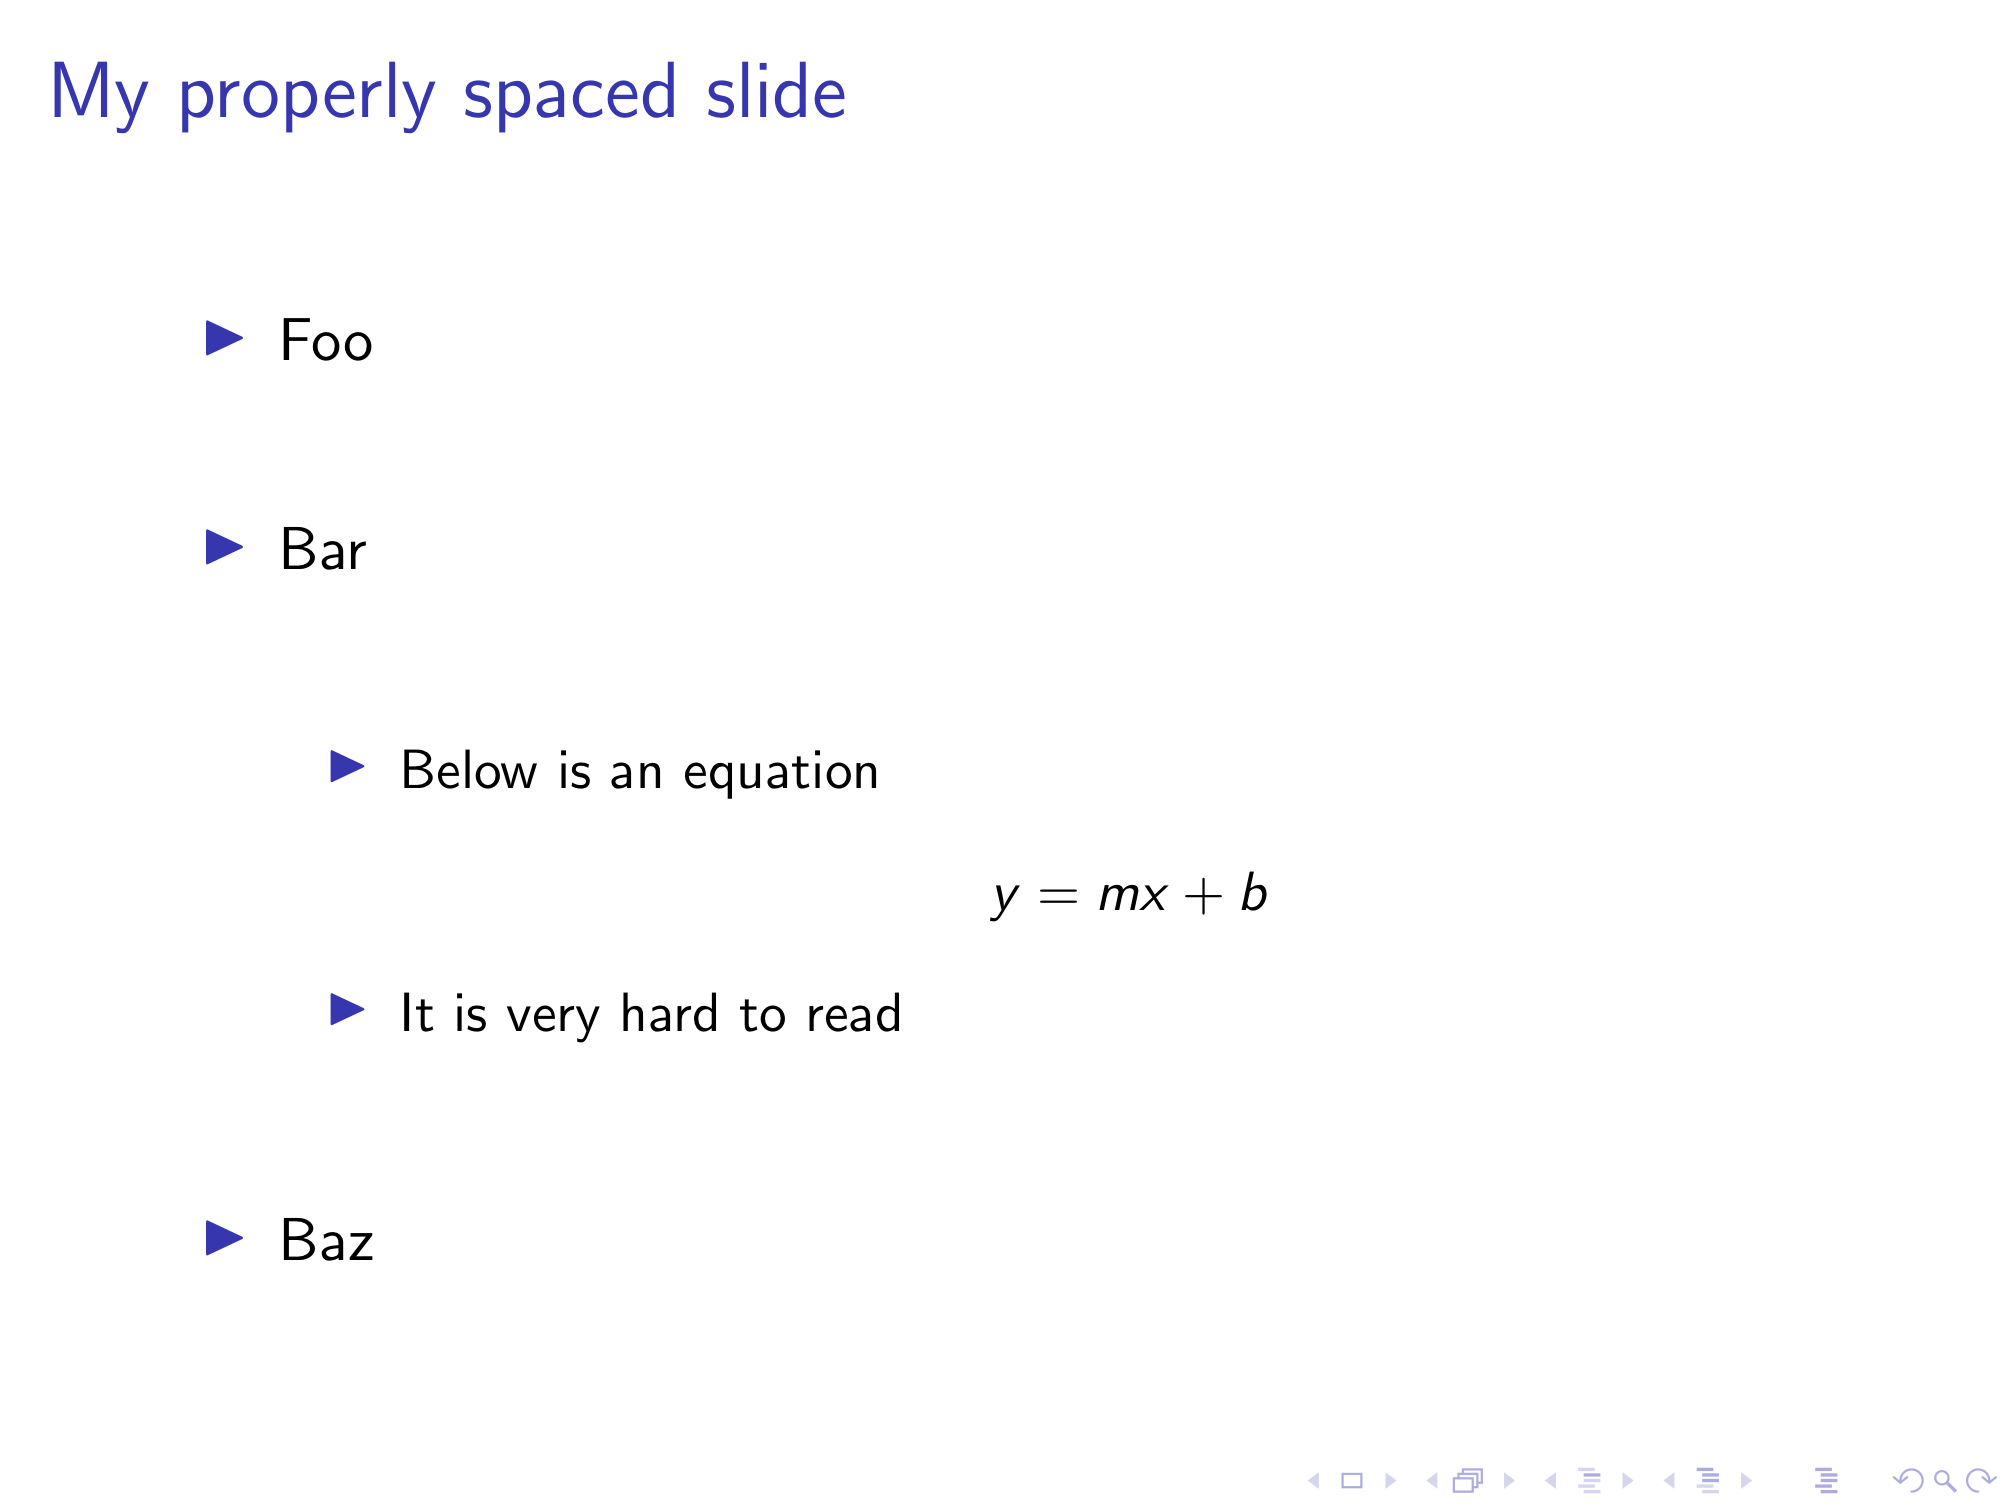 My properly spaced slide
Foo
Bar
Below is an equation
y = mx + b
It is very hard to read
Baz